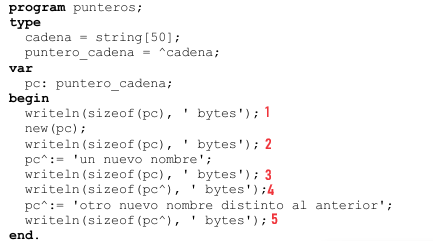 program punteros;
type
  cadena = string[50];
  puntero_cadena = ^cadena;
var
  pc: puntero_cadena;
begin
  writeln(sizeof(pc), ' bytes'); 1
  new(pc);
  writeln(sizeof(pc), ' bytes'); 2
  pc^:= 'un nuevo nombre';
  writeln(sizeof(pc), ' bytes'); 3
  writeln(sizeof(pc^), ' bytes');4
  pc^:= 'otro nuevo nombre distinto al anterior';
  writeln(sizeof(pc^), ' bytes'); 5
end.